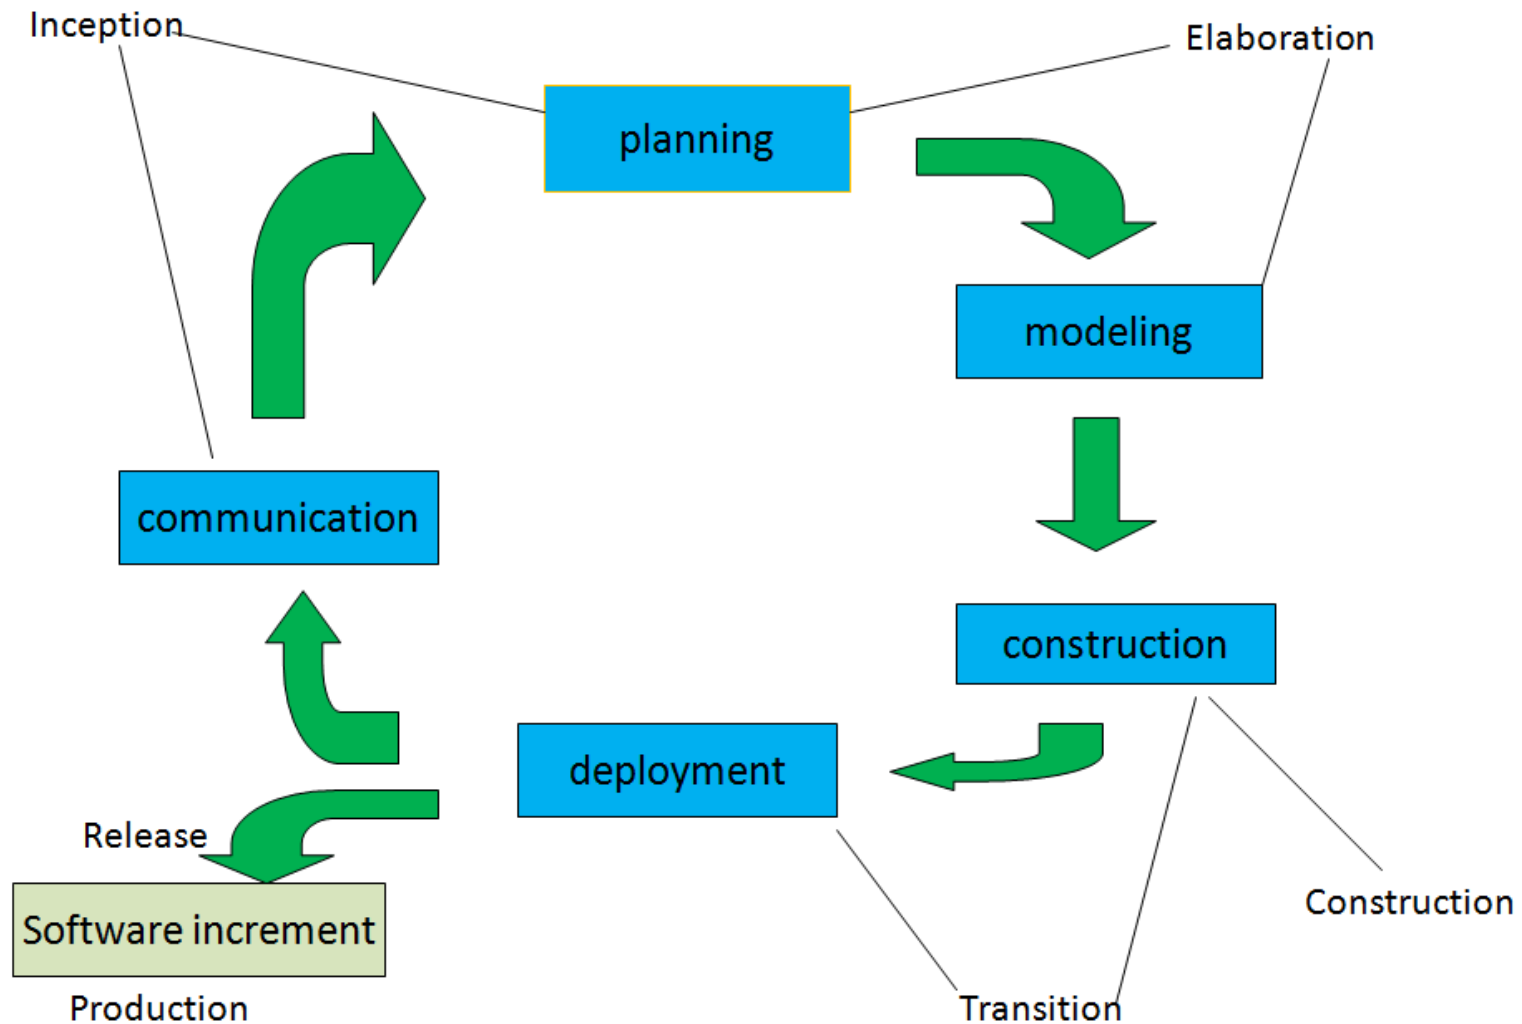 Inception
Elaboration
planning
modeling
communication
construction
deployment
Release
Software increment
Construction
Production
Transition